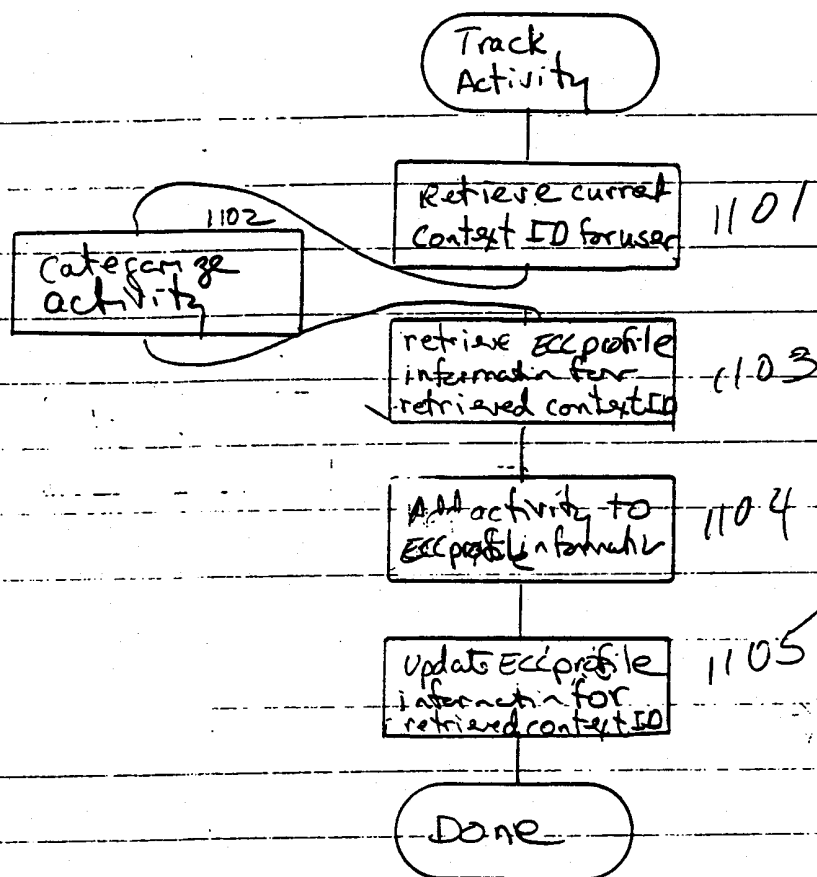 Track
Activity
Retrieve current
Context ID for user
1101
1102
Categorize
activity
retrieve ECC profile
information for
retrieved context ID
1103
Add activity to
ECC profile information
1104
update ECC profile
information for
retrieved context ID
1105
Done